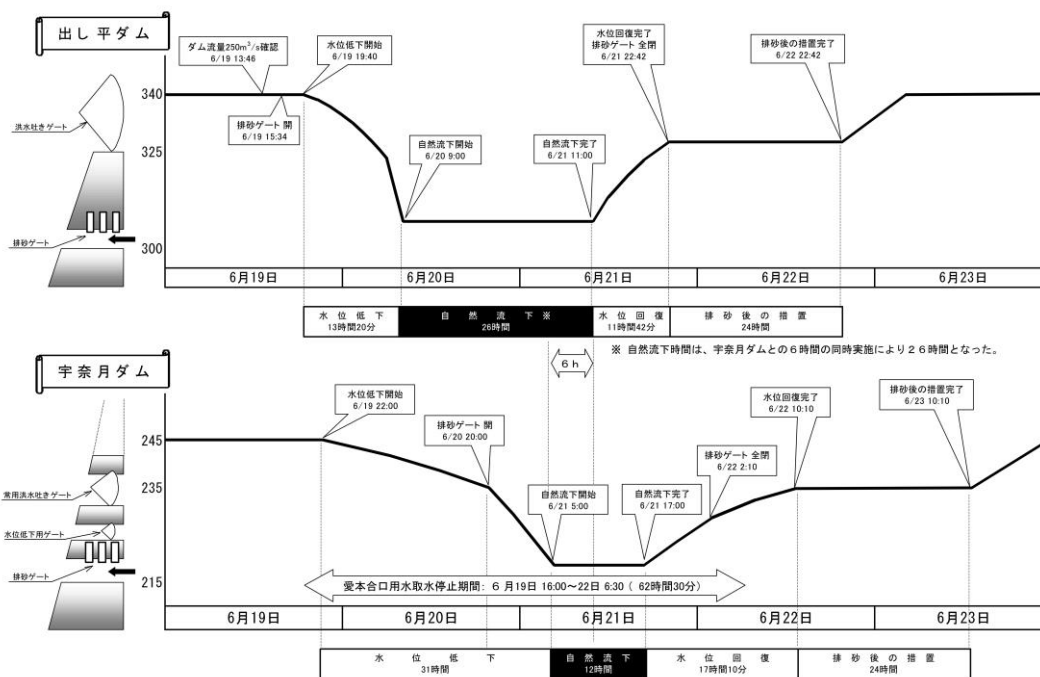 出し平ダム
ダム流量250m³/s確認
6/19 13:46
水位低下開始
6/19 19:40
水位回復完了
排砂ゲート 全閉
6/21 22:42
排砂後の措置完了
6/22 22:42
340
洪水吐きゲート
排砂ゲート 開
6/19 15:34
325
自然流下開始
6/20 9:00
自然流下完了
6/21 11:00
排砂ゲート
300
6月19日 6月20日 6月21日 6月22日 6月23日
水位低下
13時間20分
自然流下※
26時間
水位回復
11時間42分
排砂後の措置
24時間
6h
※ 自然流下時間は、宇奈月ダムとの6時間の同時実施により26時間となった。
宇奈月ダム
水位低下開始
6/19 22:00
排砂ゲート 開
6/20 20:00
水位回復完了
6/22 10:10
排砂後の措置完了
6/23 10:10
245
排砂ゲート 全閉
6/22 2:10
235
常用洪水吐きゲート
自然流下開始
6/21 5:00
自然流下完了
6/21 17:00
水位低下用ゲート
排砂ゲート
215
愛本合口用水取水停止期間: 6 月19日 16:00~22日 6:30 ( 62時間30分)
6月19日 6月20日 6月21日 6月22日 6月23日
水位低下
31時間
自然流下
12時間
水位回復
17時間10分
排砂後の措置
24時間